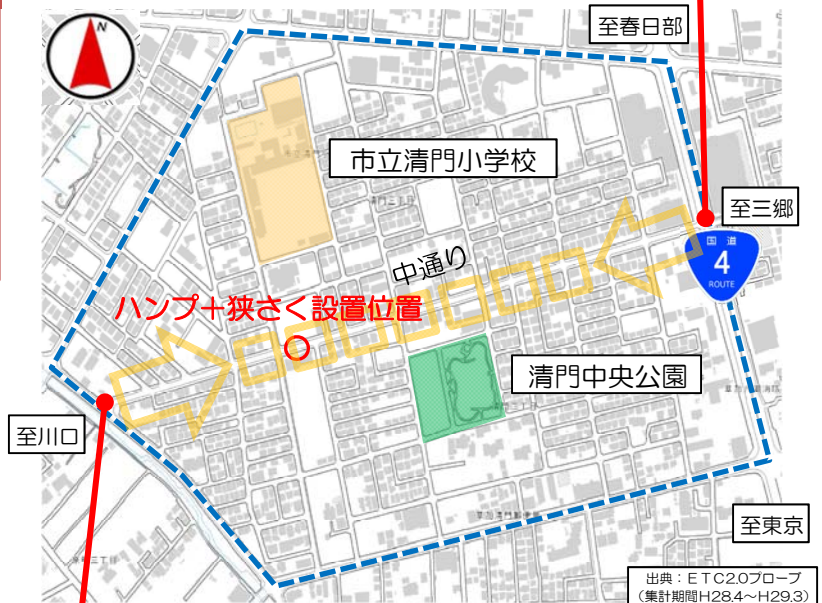 N
至春日部
市立清門小学校
至三郷
国道
4
ROUTE
中通り
ハンプ＋狭さく設置位置
清門中央公園
至川口
至東京
出典：ＥＴＣ2.0プローブ
（集計期間H28.4～H29.3）